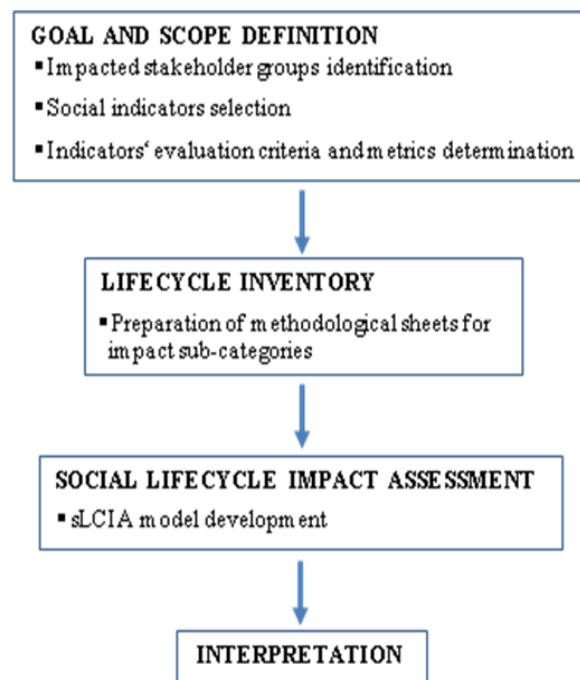 GOAL AND SCOPE DEFINITION
▪ Impacted stakeholder groups identification
▪ Social indicators selection
▪ Indicators‘ evaluation criteria and metrics determination
LIFECYCLE INVENTORY
▪ Preparation of methodological sheets for
impact sub-categories
SOCIAL LIFECYCLE IMPACT ASSESSMENT
▪ sLCIA model development
INTERPRETATION